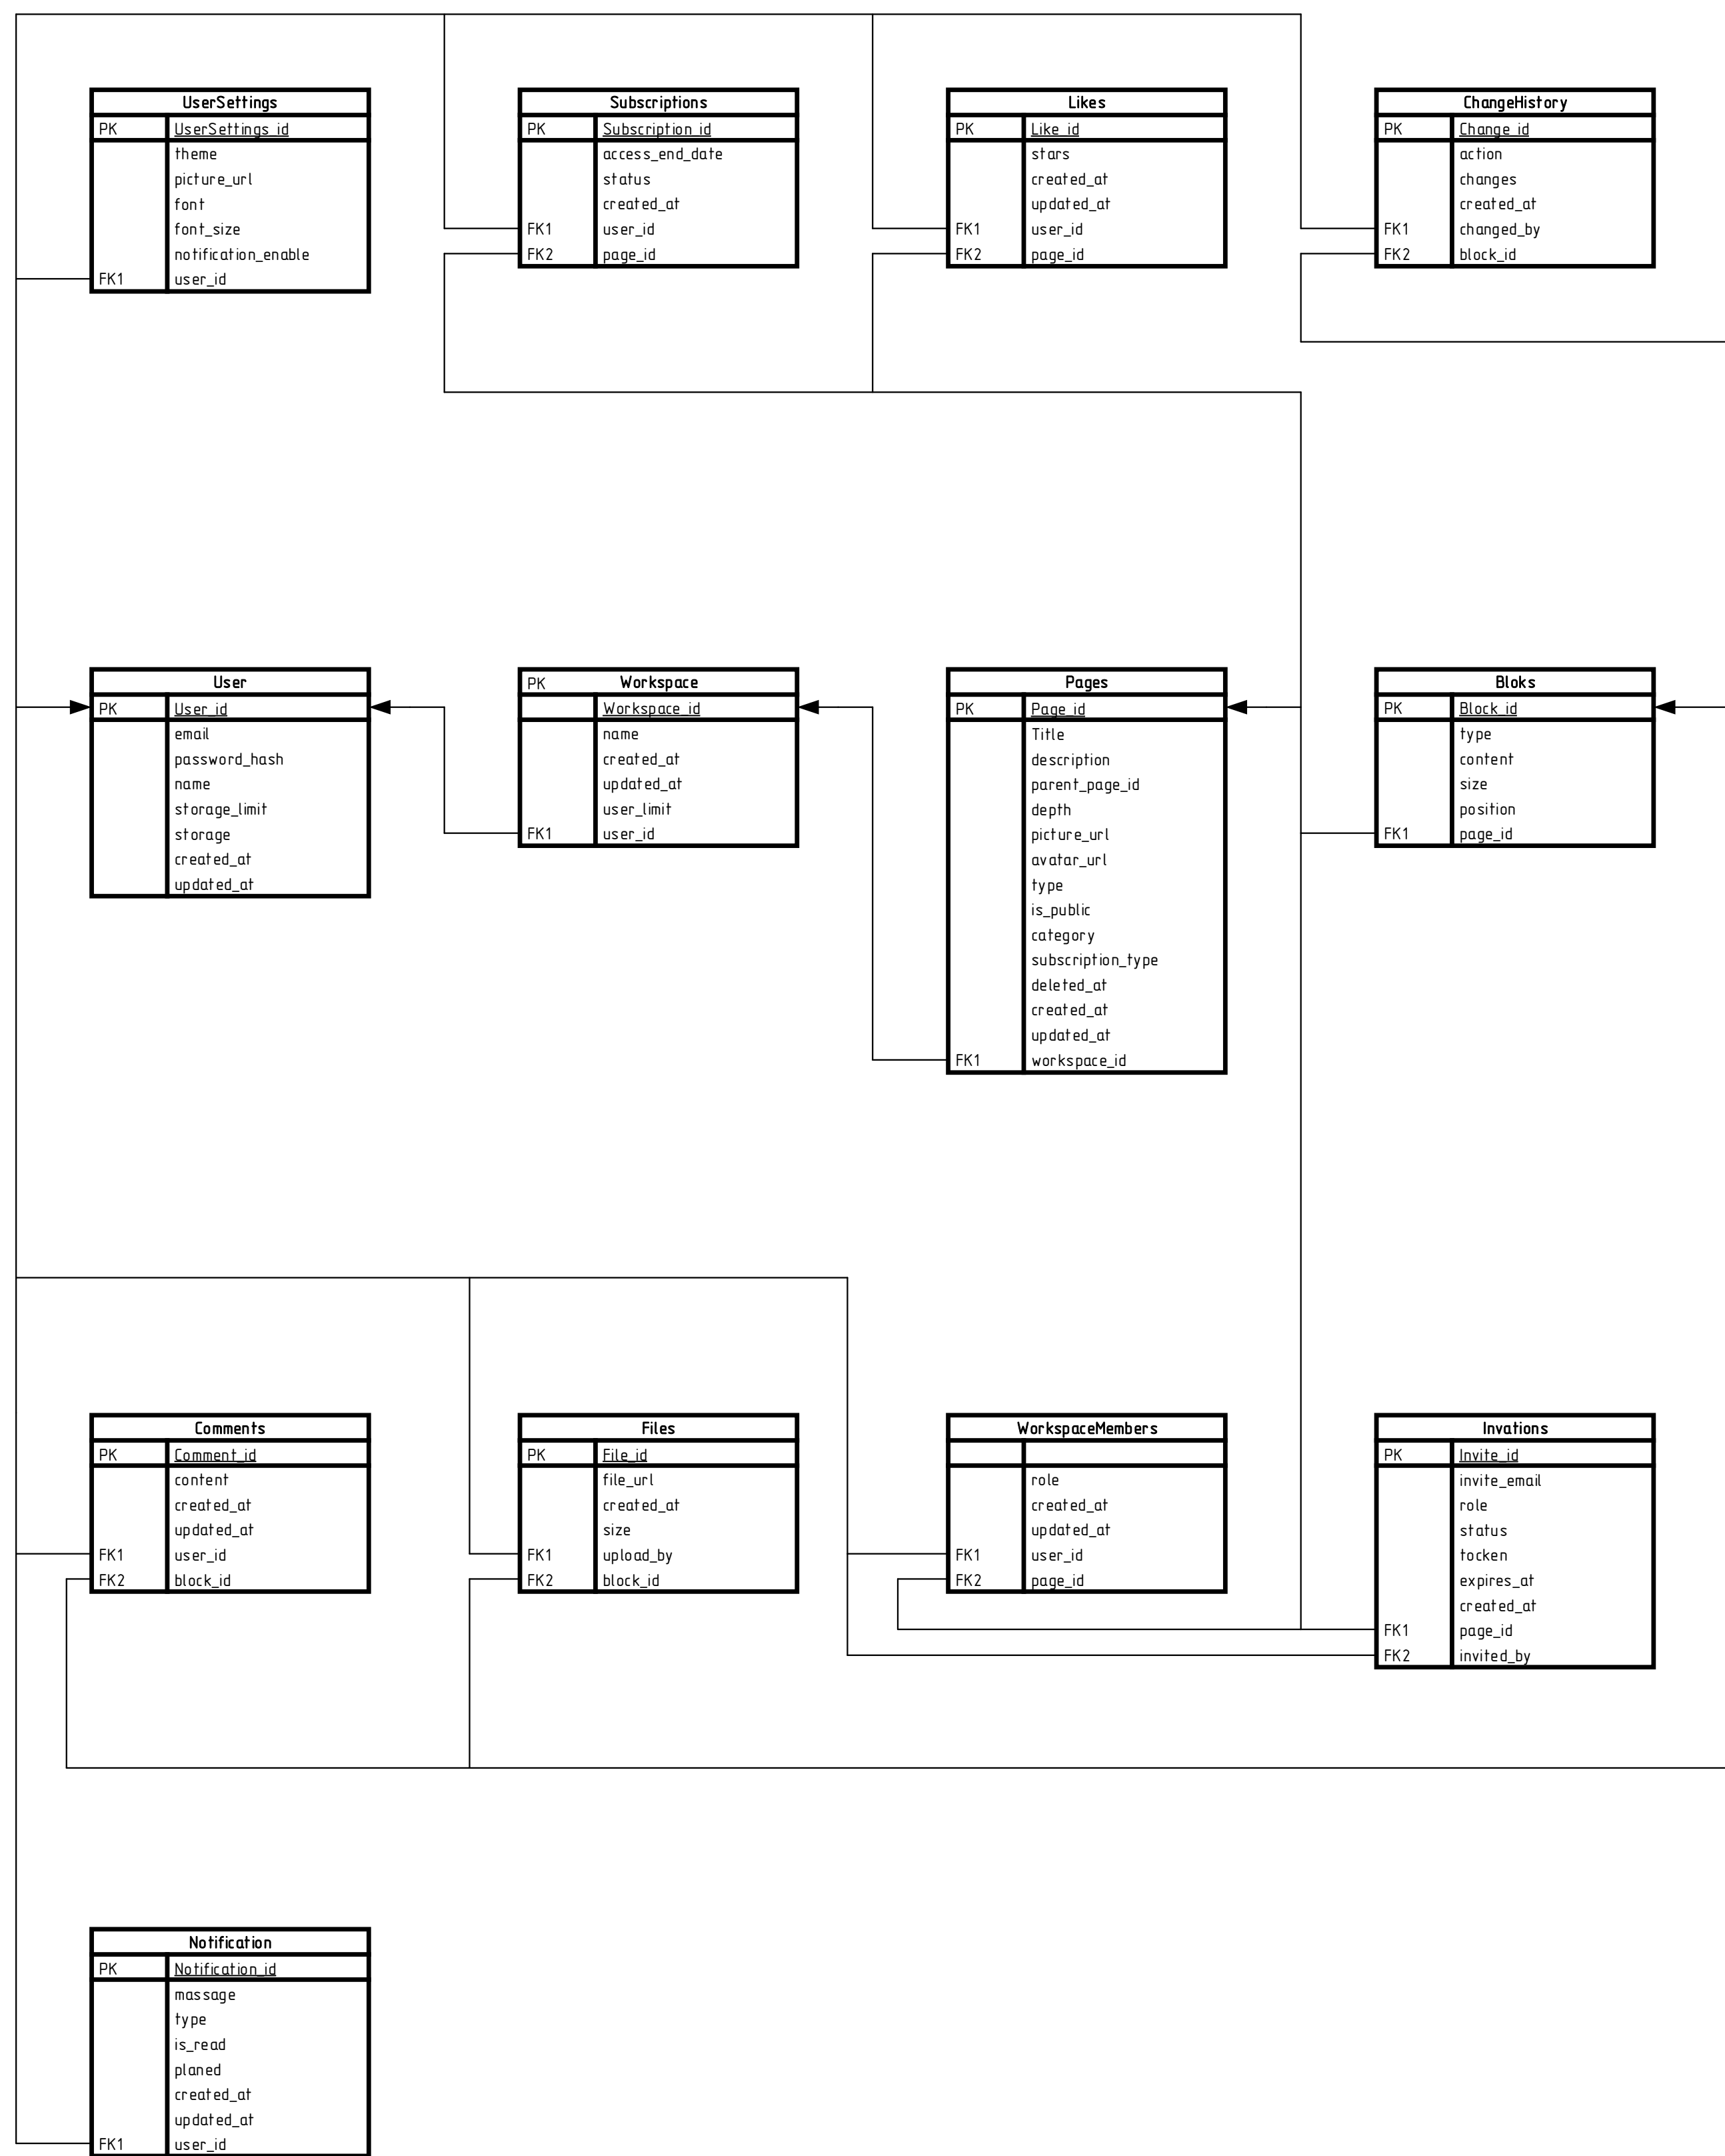 UserSettings
PK UserSettings_id
theme
picture_url
font
font_size
notification_enable
FK1 user_id
Subscriptions
PK Subscription_id
access_end_date
status
created_at
FK1 user_id
FK2 page_id
Likes
PK Like_id
stars
created_at
updated_at
FK1 user_id
FK2 page_id
ChangeHistory
PK Change_id
action
changes
created_at
FK1 changed_by
FK2 block_id
User
PK User_id
email
password_hash
name
storage_limit
storage
created_at
updated_at
PK Workspace
Workspace_id
name
created_at
updated_at
user_limit
FK1 user_id
Pages
PK Page_id
Title
description
parent_page_id
depth
picture_url
avatar_url
type
is_public
category
subscription_type
deleted_at
created_at
updated_at
FK1 workspace_id
Bloks
PK Block_id
type
content
size
position
FK1 page_id
Comments
PK Comment_id
content
created_at
updated_at
FK1 user_id
FK2 block_id
Files
PK File_id
file_url
created_at
size
FK1 upload_by
FK2 block_id
WorkspaceMembers
role
created_at
updated_at
FK1 user_id
FK2 page_id
Invations
PK Invite_id
invite_email
role
status
tocken
expires_at
created_at
FK1 page_id
FK2 invited_by
Notification
PK Notification_id
massage
type
is_read
planed
created_at
updated_at
FK1 user_id